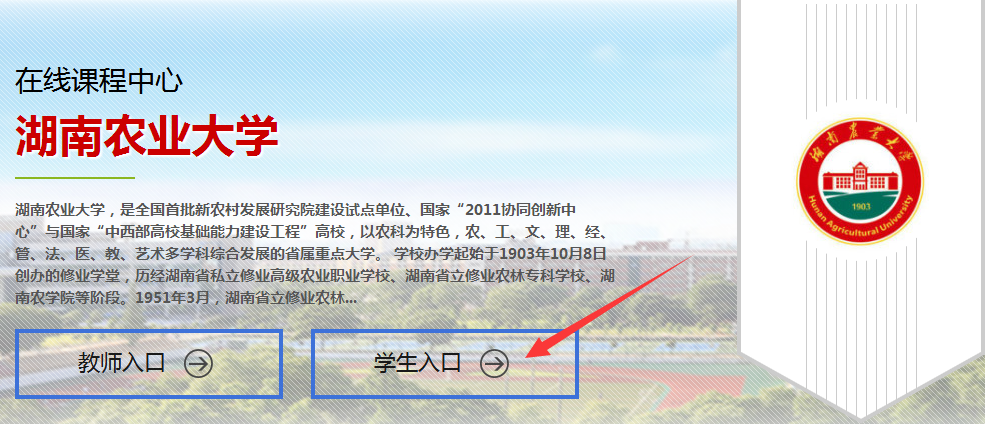 在线课程中心
湖南农业大学
湖南农业大学，是全国首批新农村发展研究院建设试点单位、国家“2011协同创新中
心”与国家“中西部高校基础能力建设工程”高校，以农科为特色，农、工、文、理、经、
管、法、医、教、艺术多学科综合发展的省属重点大学。 学校办学起始于1903年10月8日
创办的修业学堂，历经湖南省私立修业高级农业职业学校、湖南省立修业农林专科学校、湖
南农学院等阶段。1951年3月，湖南省立修业农林...
教师入口
学生入口
湖南農業大学
1903
Hunan Agricultural University